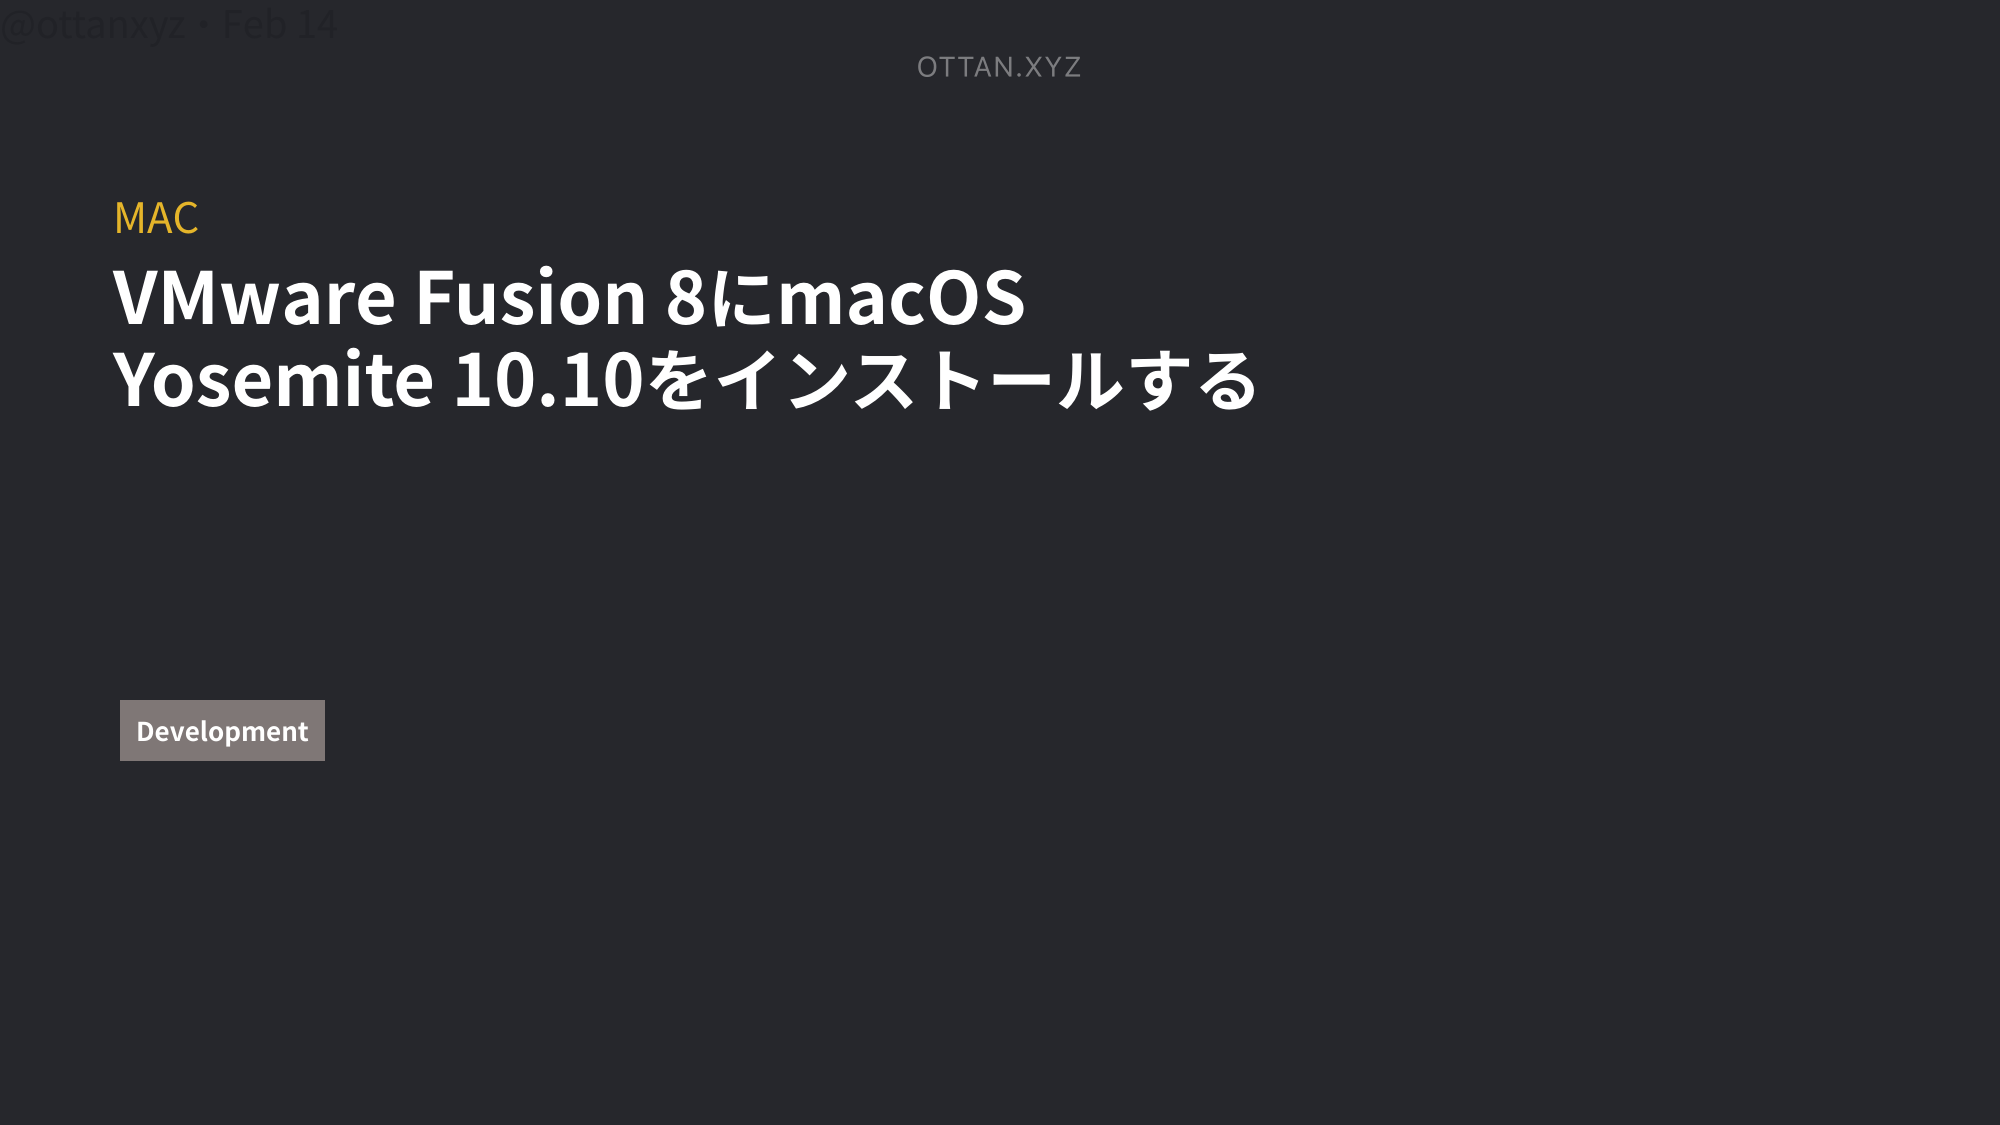 @ottanxyz・Feb 14
OTTAN.XYZ
MAC
VMware Fusion 8にmacOS
Yosemite 10.10をインストールする
Development